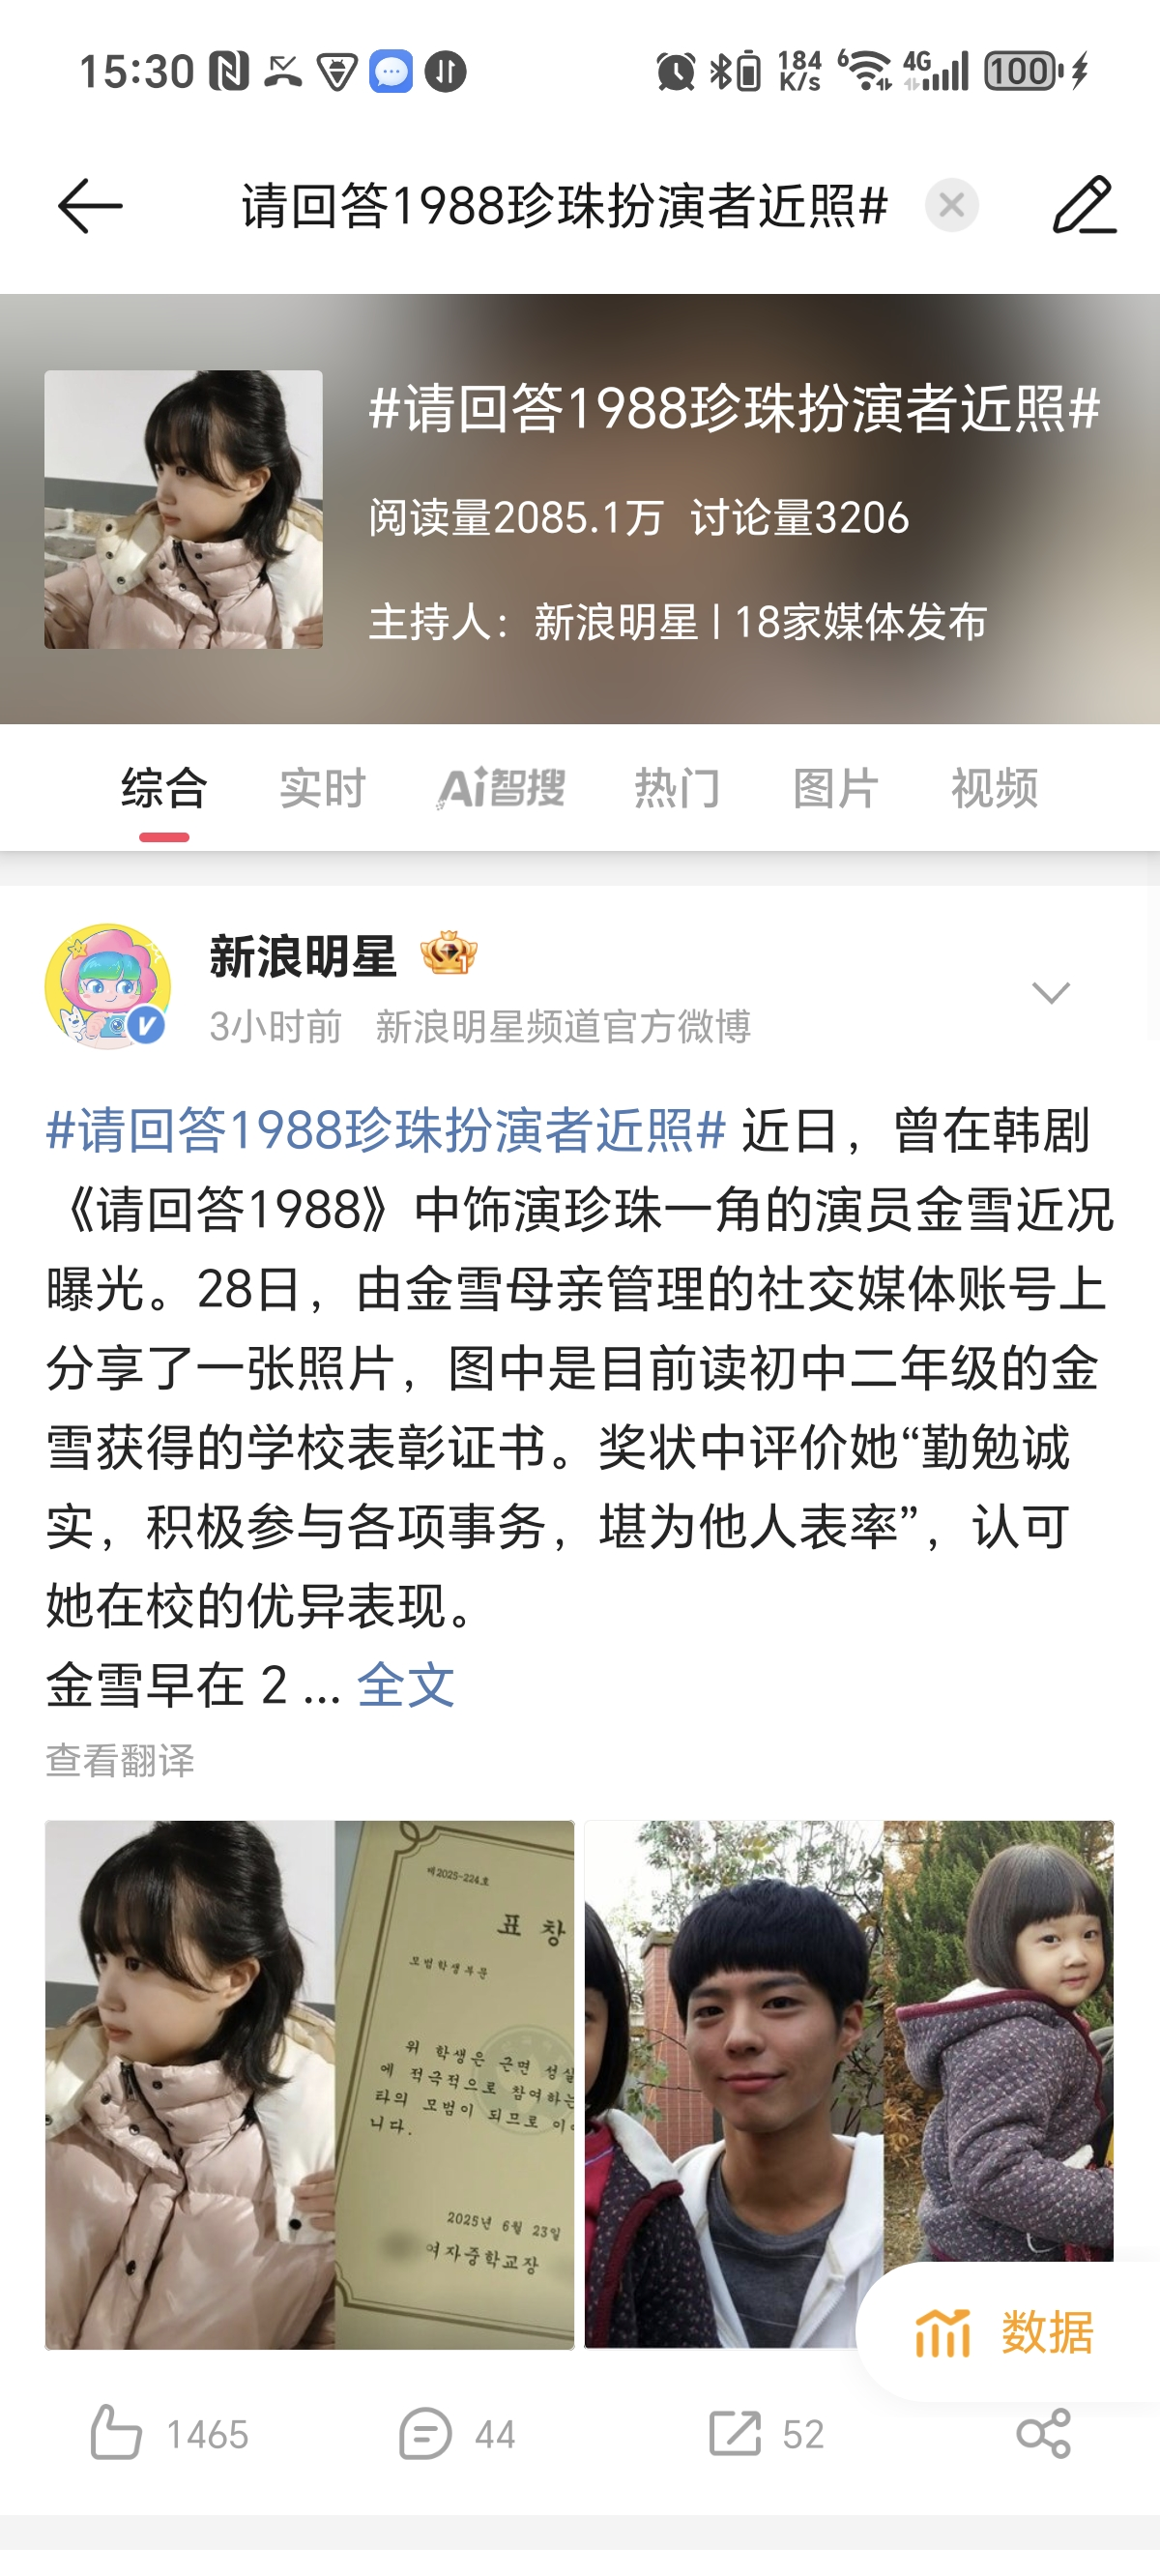 15:30
184
K/s
6
4G
100
请回答1988珍珠扮演者近照#
#请回答1988珍珠扮演者近照#
阅读量2085.1万 讨论量3206
主持人：新浪明星 | 18家媒体发布
综合 实时 Ai智搜 热门 图片 视频
新浪明星 1
3小时前 新浪明星频道官方微博
#请回答1988珍珠扮演者近照# 近日，曾在韩剧
《请回答1988》中饰演珍珠一角的演员金雪近况
曝光。28日，由金雪母亲管理的社交媒体账号上
分享了一张照片，图中是目前读初中二年级的金
雪获得的学校表彰证书。奖状中评价她“勤勉诚
实，积极参与各项事务，堪为他人表率”，认可
她在校的优异表现。
金雪早在 2 ... 全文
查看翻译
제2025-224호
표 창
모범학생부문
위 학생은 근면 성실
에 적극적으로 참여하는
타의 모범이 되므로 이
니다.
2025년 6월 23일
여자중학교장
数据
1465
44
52